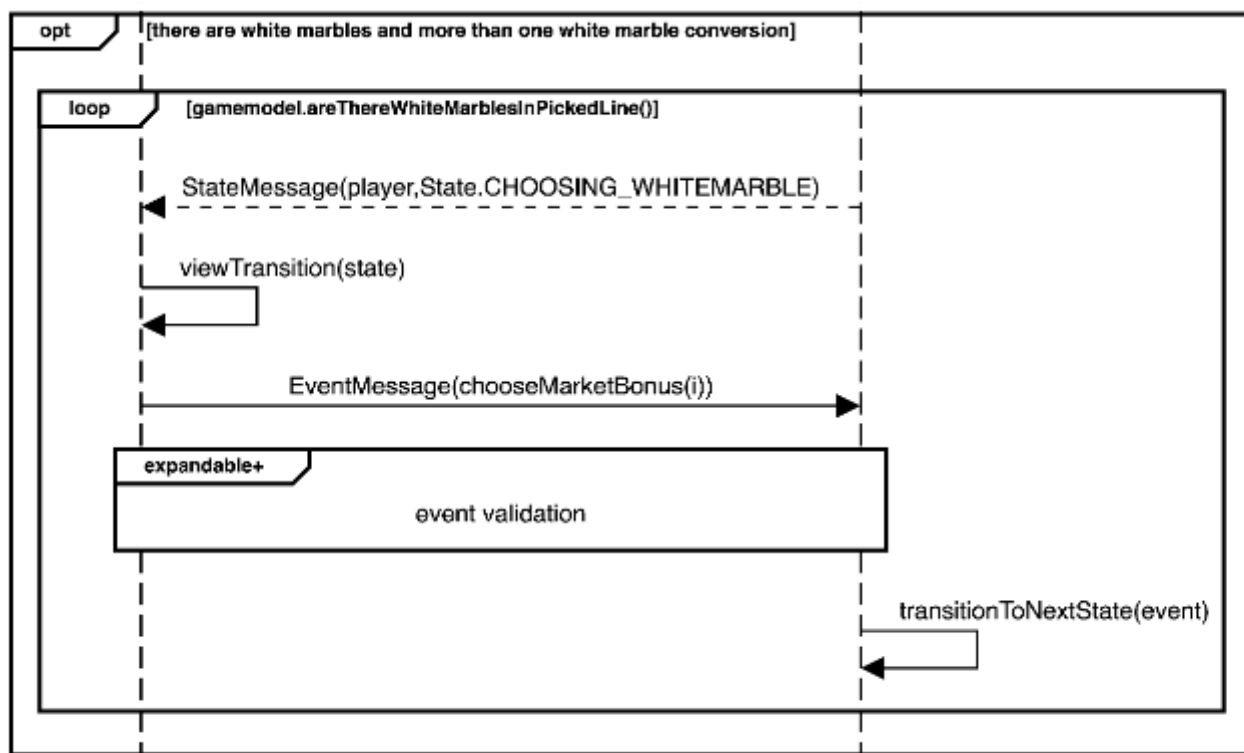 opt
[there are white marbles and more than one white marble conversion]
loop
[gamemodel.areThereWhiteMarblesInPickedLine()]
StateMessage(player,State.CHOOSING_WHITEMARBLE)
viewTransition(state)
EventMessage(chooseMarketBonus(i))
expandable+
event validation
transitionToNextState(event)